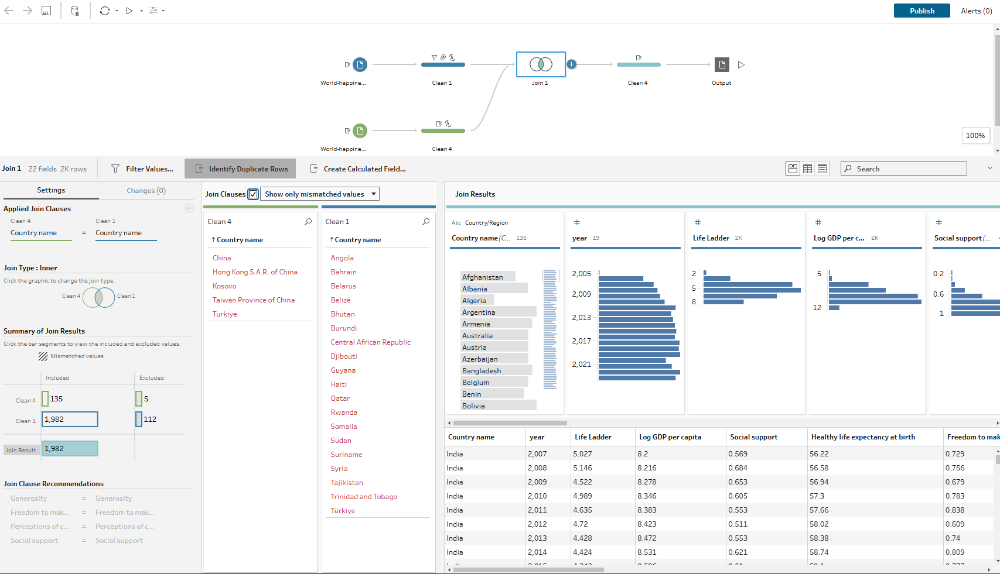 Publish
Alerts (0)
World-happine...
Clean 1
Join 1
Clean 4
Output
World-happine...
Clean 4
100%
Join 1 22 fields 2K rows
Filter Values...
Identify Duplicate Rows
Create Calculated Field...
Search
Settings
Changes (0)
Applied Join Clauses
Clean 4 Clean 1
Country name = Country name
Join Type : Inner
Click the graphic to change the join type.
Clean 4 Clean 1
Summary of Join Results
Click the bar segments to view the included and excluded values.
Mismatched values
Included Excluded
Clean 4 135 5
Clean 1 1,982 112
Join Result 1,982
Join Clause Recommendations
Generosity = Generosity
Freedom to mak... = Freedom to mak...
Perceptions of c... = Perceptions of c...
Social support = Social support
Join Clauses Show only mismatched values
Clean 4
Country name
China
Hong Kong S.A.R. of China
Kosovo
Taiwan Province of China
Turkiye
Clean 1
Country name
Angola
Bahrain
Belarus
Belize
Bhutan
Burundi
Central African Republic
Djibouti
Guyana
Haiti
Qatar
Rwanda
Somalia
Sudan
Suriname
Syria
Tajikistan
Trinidad and Tobago
Türkiye
Join Results
Abc Country/Region
Country name (C... 135
Afghanistan
Albania
Algeria
Argentina
Armenia
Australia
Austria
Azerbaijan
Bangladesh
Belgium
Benin
Bolivia
#
year 19
2,005
2,009
2,013
2,017
2,021
#
Life Ladder 2K
2
5
8
#
Log GDP per c... 2K
5
12
#
Social support (...
0.2
0.6
1
Country name year Life Ladder Log GDP per capita Social support Healthy life expectancy at birth Freedom to mak
India 2,007 5.027 8.2 0.569 56.22 0.729
India 2,008 5.146 8.216 0.684 56.58 0.756
India 2,009 4.522 8.278 0.653 56.94 0.679
India 2,010 4.989 8.346 0.605 57.3 0.783
India 2,011 4.635 8.383 0.553 57.66 0.838
India 2,012 4.72 8.423 0.511 58.02 0.609
India 2,013 4.428 8.472 0.553 58.38 0.74
India 2,014 4.424 8.531 0.621 58.74 0.809